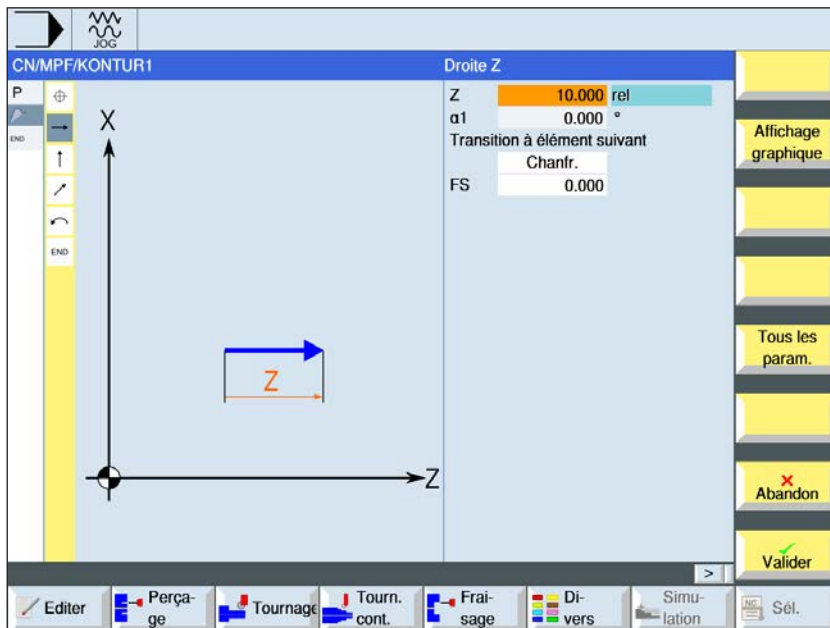 JOG
CN/MPF/KONTUR1
Droite Z
P
END
END
X
Z
Z
Z 10.000 rel
α1 0.000 °
Transition à élément suivant
Chanfr.
FS 0.000
Affichage
graphique
Tous les
param.
Abandon
Valider
>
Editer
Perça-
ge
Tournage
Tourn.
cont.
Frai-
sage
Di-
vers
Simu-
lation
NC
Sél.